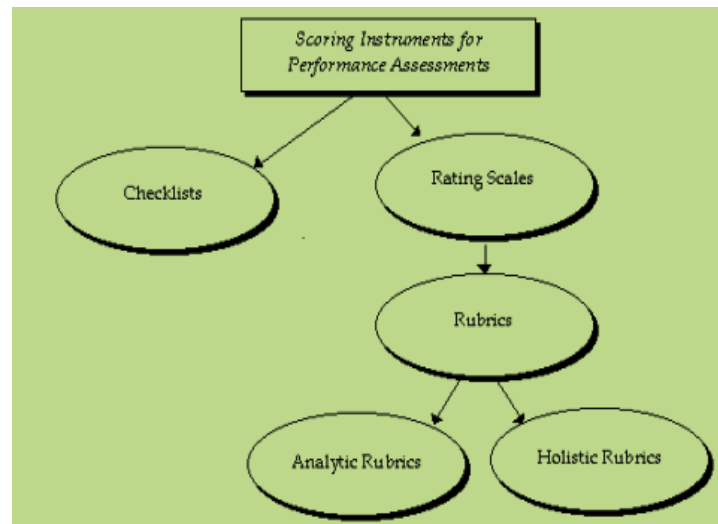 Scoring Instruments for
Performance Assessments
Checklists
Rating Scales
Rubrics
Analytic Rubrics
Holistic Rubrics